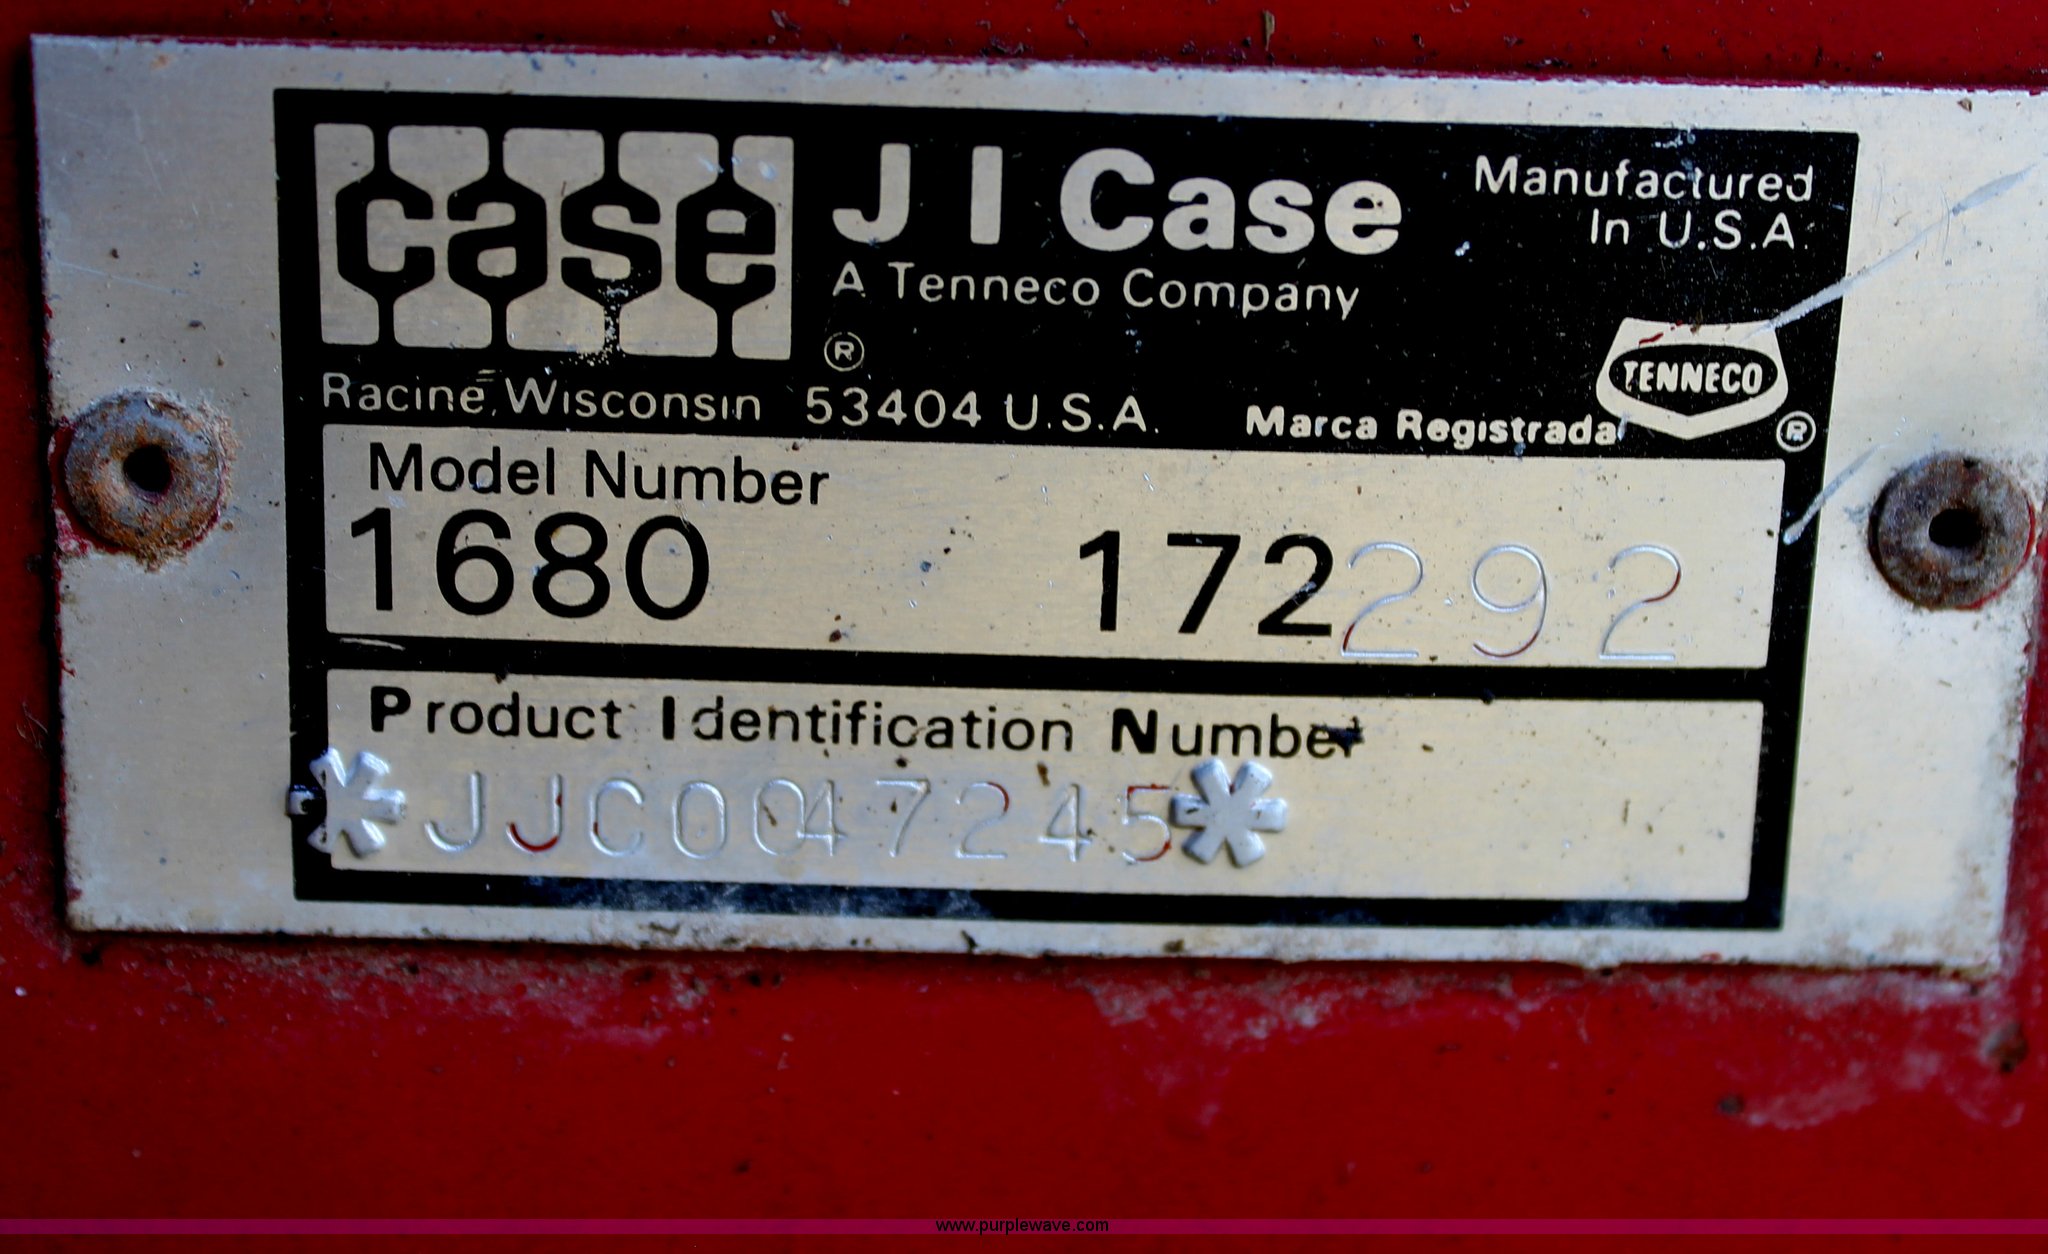 case J I Case Manufactured
In U.S.A.
A Tenneco Company
® TENNECO
Racine, Wisconsin 53404 U.S.A. Marca Registrada ®
Model Number
1680 172292
Product Identification Number
*JJC0047245*
www.purplewave.com